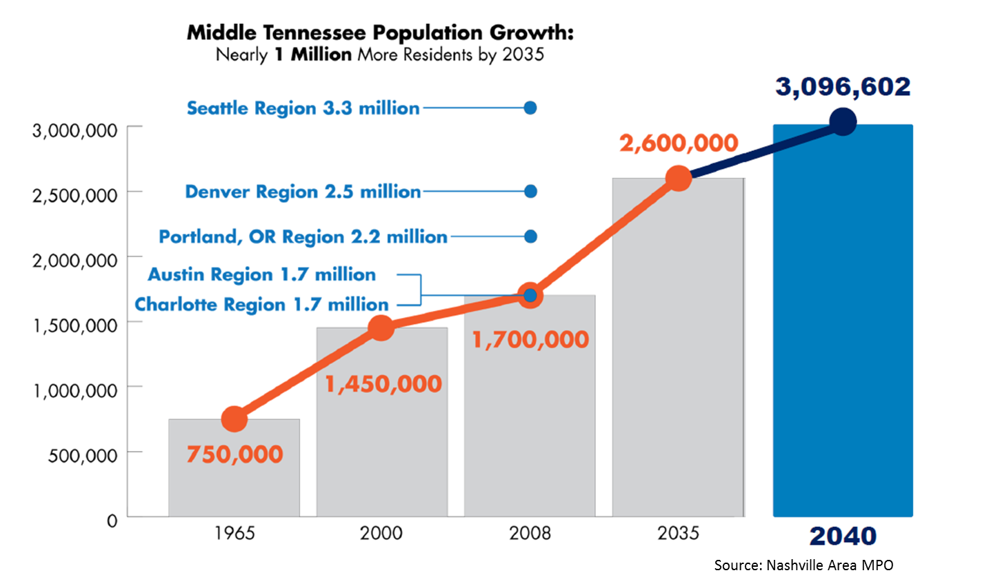 Middle Tennessee Population Growth:
Nearly 1 Million More Residents by 2035
3,096,602
Seattle Region 3.3 million
3,000,000
2,600,000
Denver Region 2.5 million
2,500,000
Portland, OR Region 2.2 million
2,000,000
Austin Region 1.7 million
Charlotte Region 1.7 million
1,500,000
1,700,000
1,450,000
1,000,000
750,000
500,000
0
1965
2000
2008
2035
2040
Source: Nashville Area MPO